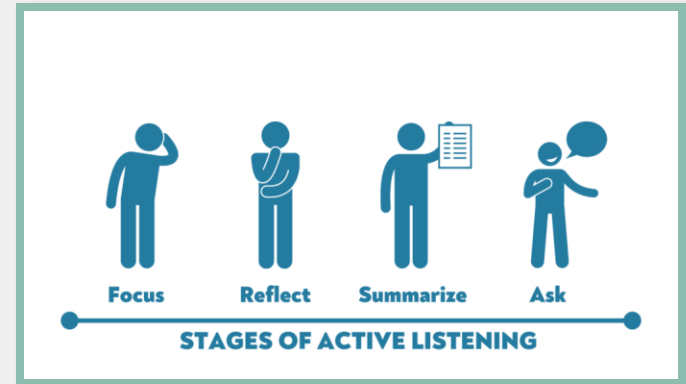 Focus Reflect Summarize Ask
STAGES OF ACTIVE LISTENING